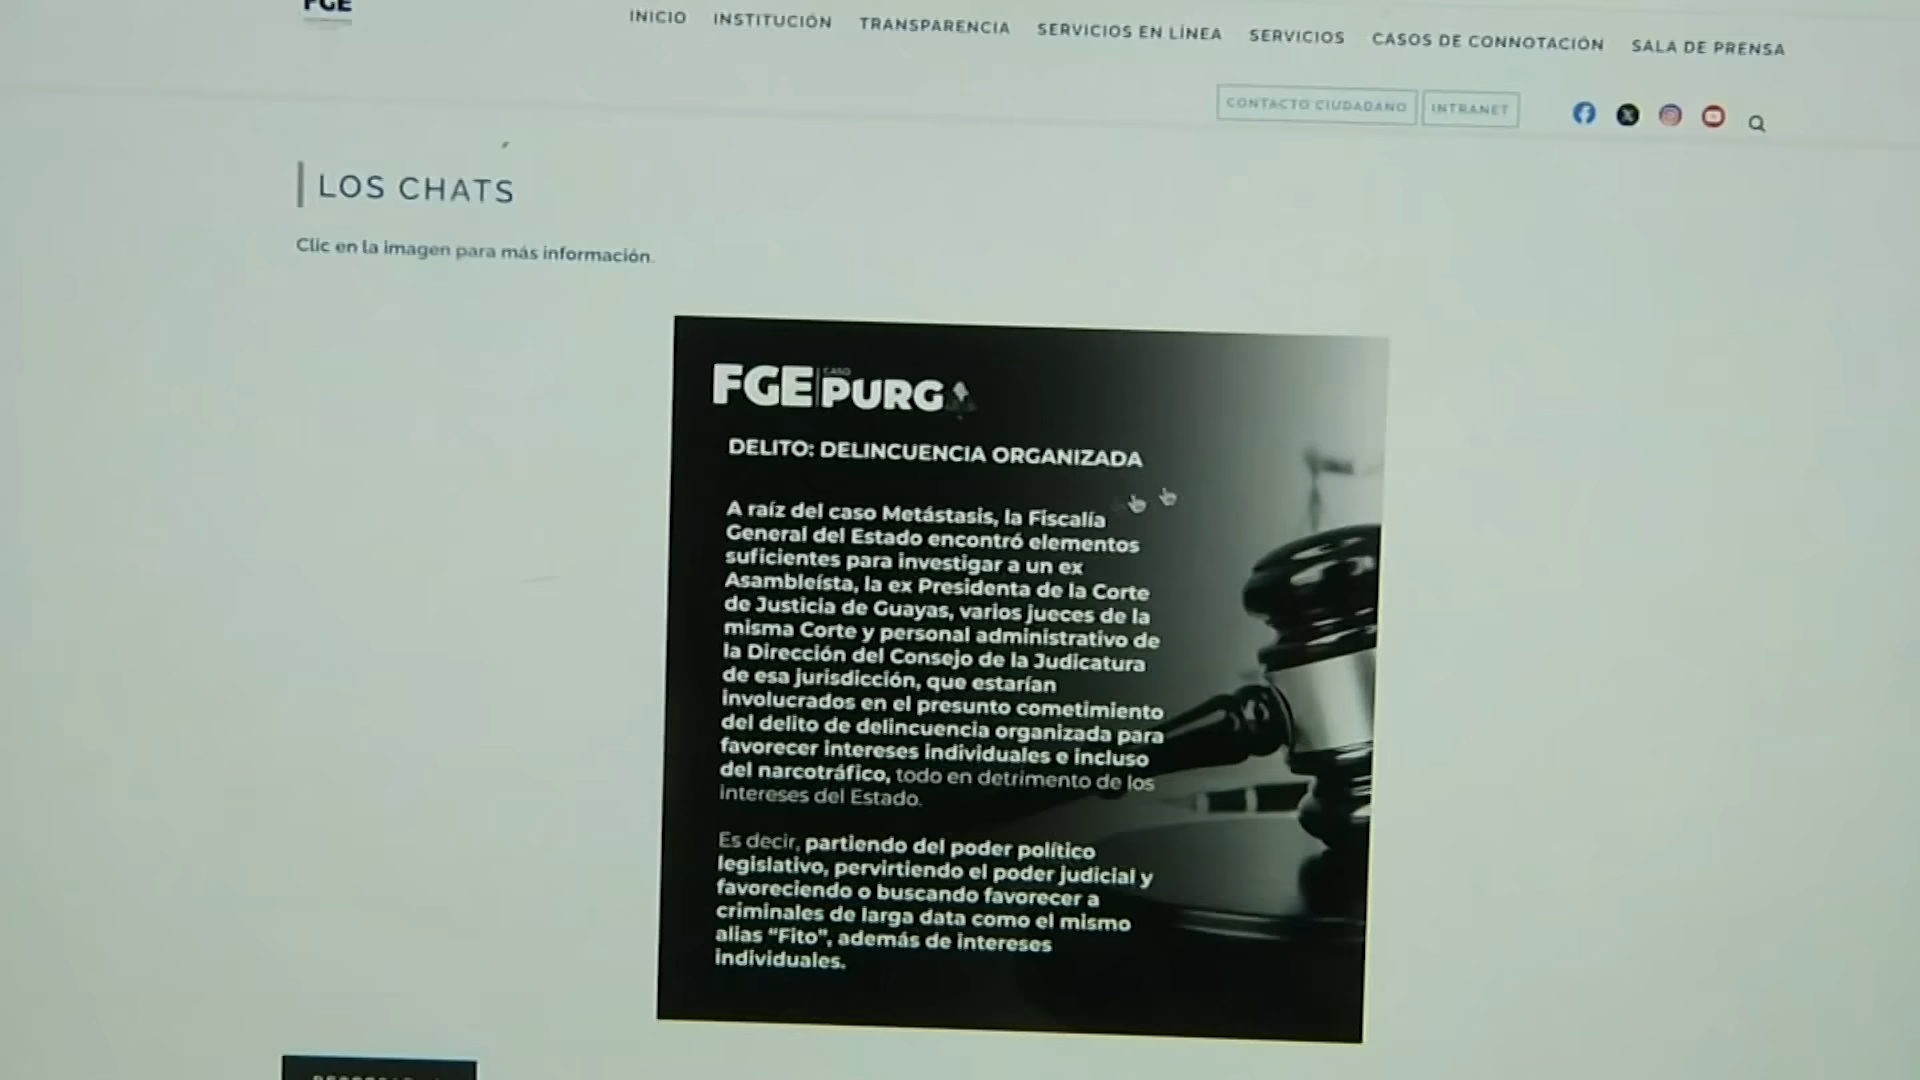 FGE
INICIO INSTITUCIÓN TRANSPARENCIA SERVICIOS EN LÍNEA SERVICIOS CASOS DE CONNOTACIÓN SALA DE PRENSA
CONTACTO CIUDADANO INTRANET
LOS CHATS
Clic en la imagen para más información.
FGE CASO PURGA
DELITO: DELINCUENCIA ORGANIZADA
A raíz del caso Metástasis, la Fiscalía
General del Estado encontró elementos
suficientes para investigar a un ex
Asambleísta, la ex Presidenta de la Corte
de Justicia de Guayas, varios jueces de la
misma Corte y personal administrativo de
la Dirección del Consejo de la Judicatura
de esa jurisdicción, que estarían
involucrados en el presunto cometimiento
del delito de delincuencia organizada para
favorecer intereses individuales e incluso
del narcotráfico, todo en detrimento de los
intereses del Estado.
Es decir, partiendo del poder político
legislativo, pervirtiendo el poder judicial y
favoreciendo o buscando favorecer a
criminales de larga data como el mismo
alias “Fito”, además de intereses
individuales.